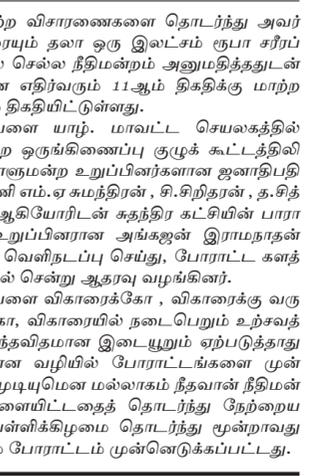 ற விசாரணைகளை தொடர்ந்து அவர்
ரையும் தலா ஒரு இலட்சம் ரூபா சரீரப்
ல் செல்ல நீதிமன்றம் அனுமதித்ததுடன்
ன எதிர்வரும் 11ஆம் திகதிக்கு மாற்ற
திகதியிட்டுள்ளது.
வளை யாழ். மாவட்ட செயலகத்தில்
ற ஒருங்கிணைப்பு குழுக் கூட்டத்திலி
ளுமன்ற உறுப்பினர்களான ஜனாதிபதி
ணி எம்.ஏ சுமந்திரன் , சி.சிறிதரன் , த.சித்
ஆகியோரிடன் சுதந்திர கட்சியின் பாரா
உறுப்பினரான அங்கஜன் இராமநாதன்
வெளிநடப்பு செய்து, போராட்ட களத்
ல் சென்று ஆதரவு வழங்கினர்.
வளை விகாரைக்கோ , விகாரைக்கு வரு
கா, விகாரையில் நடைபெறும் உற்சவத்
ந்தவிதமான இடையூறும் ஏற்படுத்தாது
ான வழியில் போராட்டங்களை முன்
முடியுமென மல்லாகம் நீதவான் நீதிமன்
ளையிட்டதைத் தொடர்ந்து நேற்றைய
வள்ளிக்கிழமை தொடர்ந்து மூன்றாவது
போராட்டம் முன்னெடுக்கப்பட்டது.